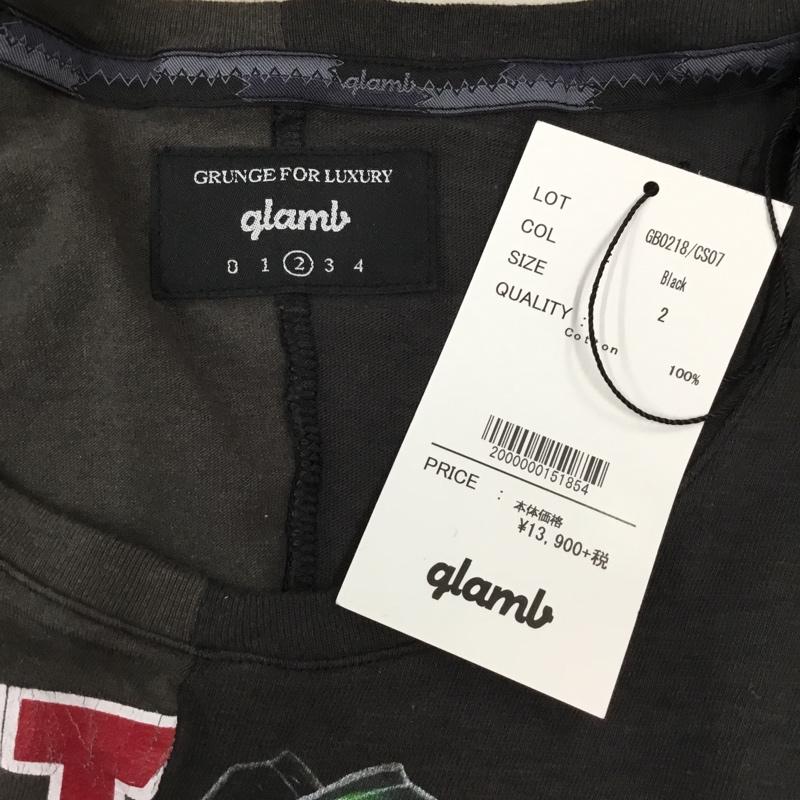 glamb
GRUNGE FOR LUXURY
glamb
0 1 2 3 4
LOT GB0218/CS07
COL : Black
SIZE 2
QUALITY :
Cotton 100%
2000000151854
PRICE : 本体価格
¥13,900+税
glamb
T